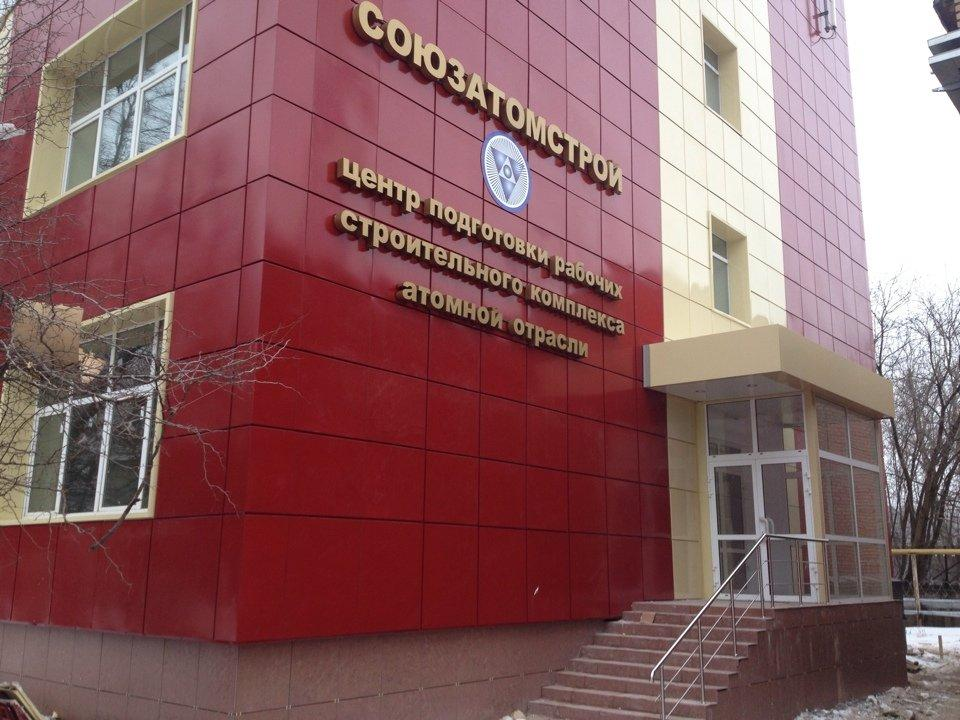 СОЮЗАТОМСТРОЙ
центр подготовки рабочих
строительного комплекса
атомной отрасли